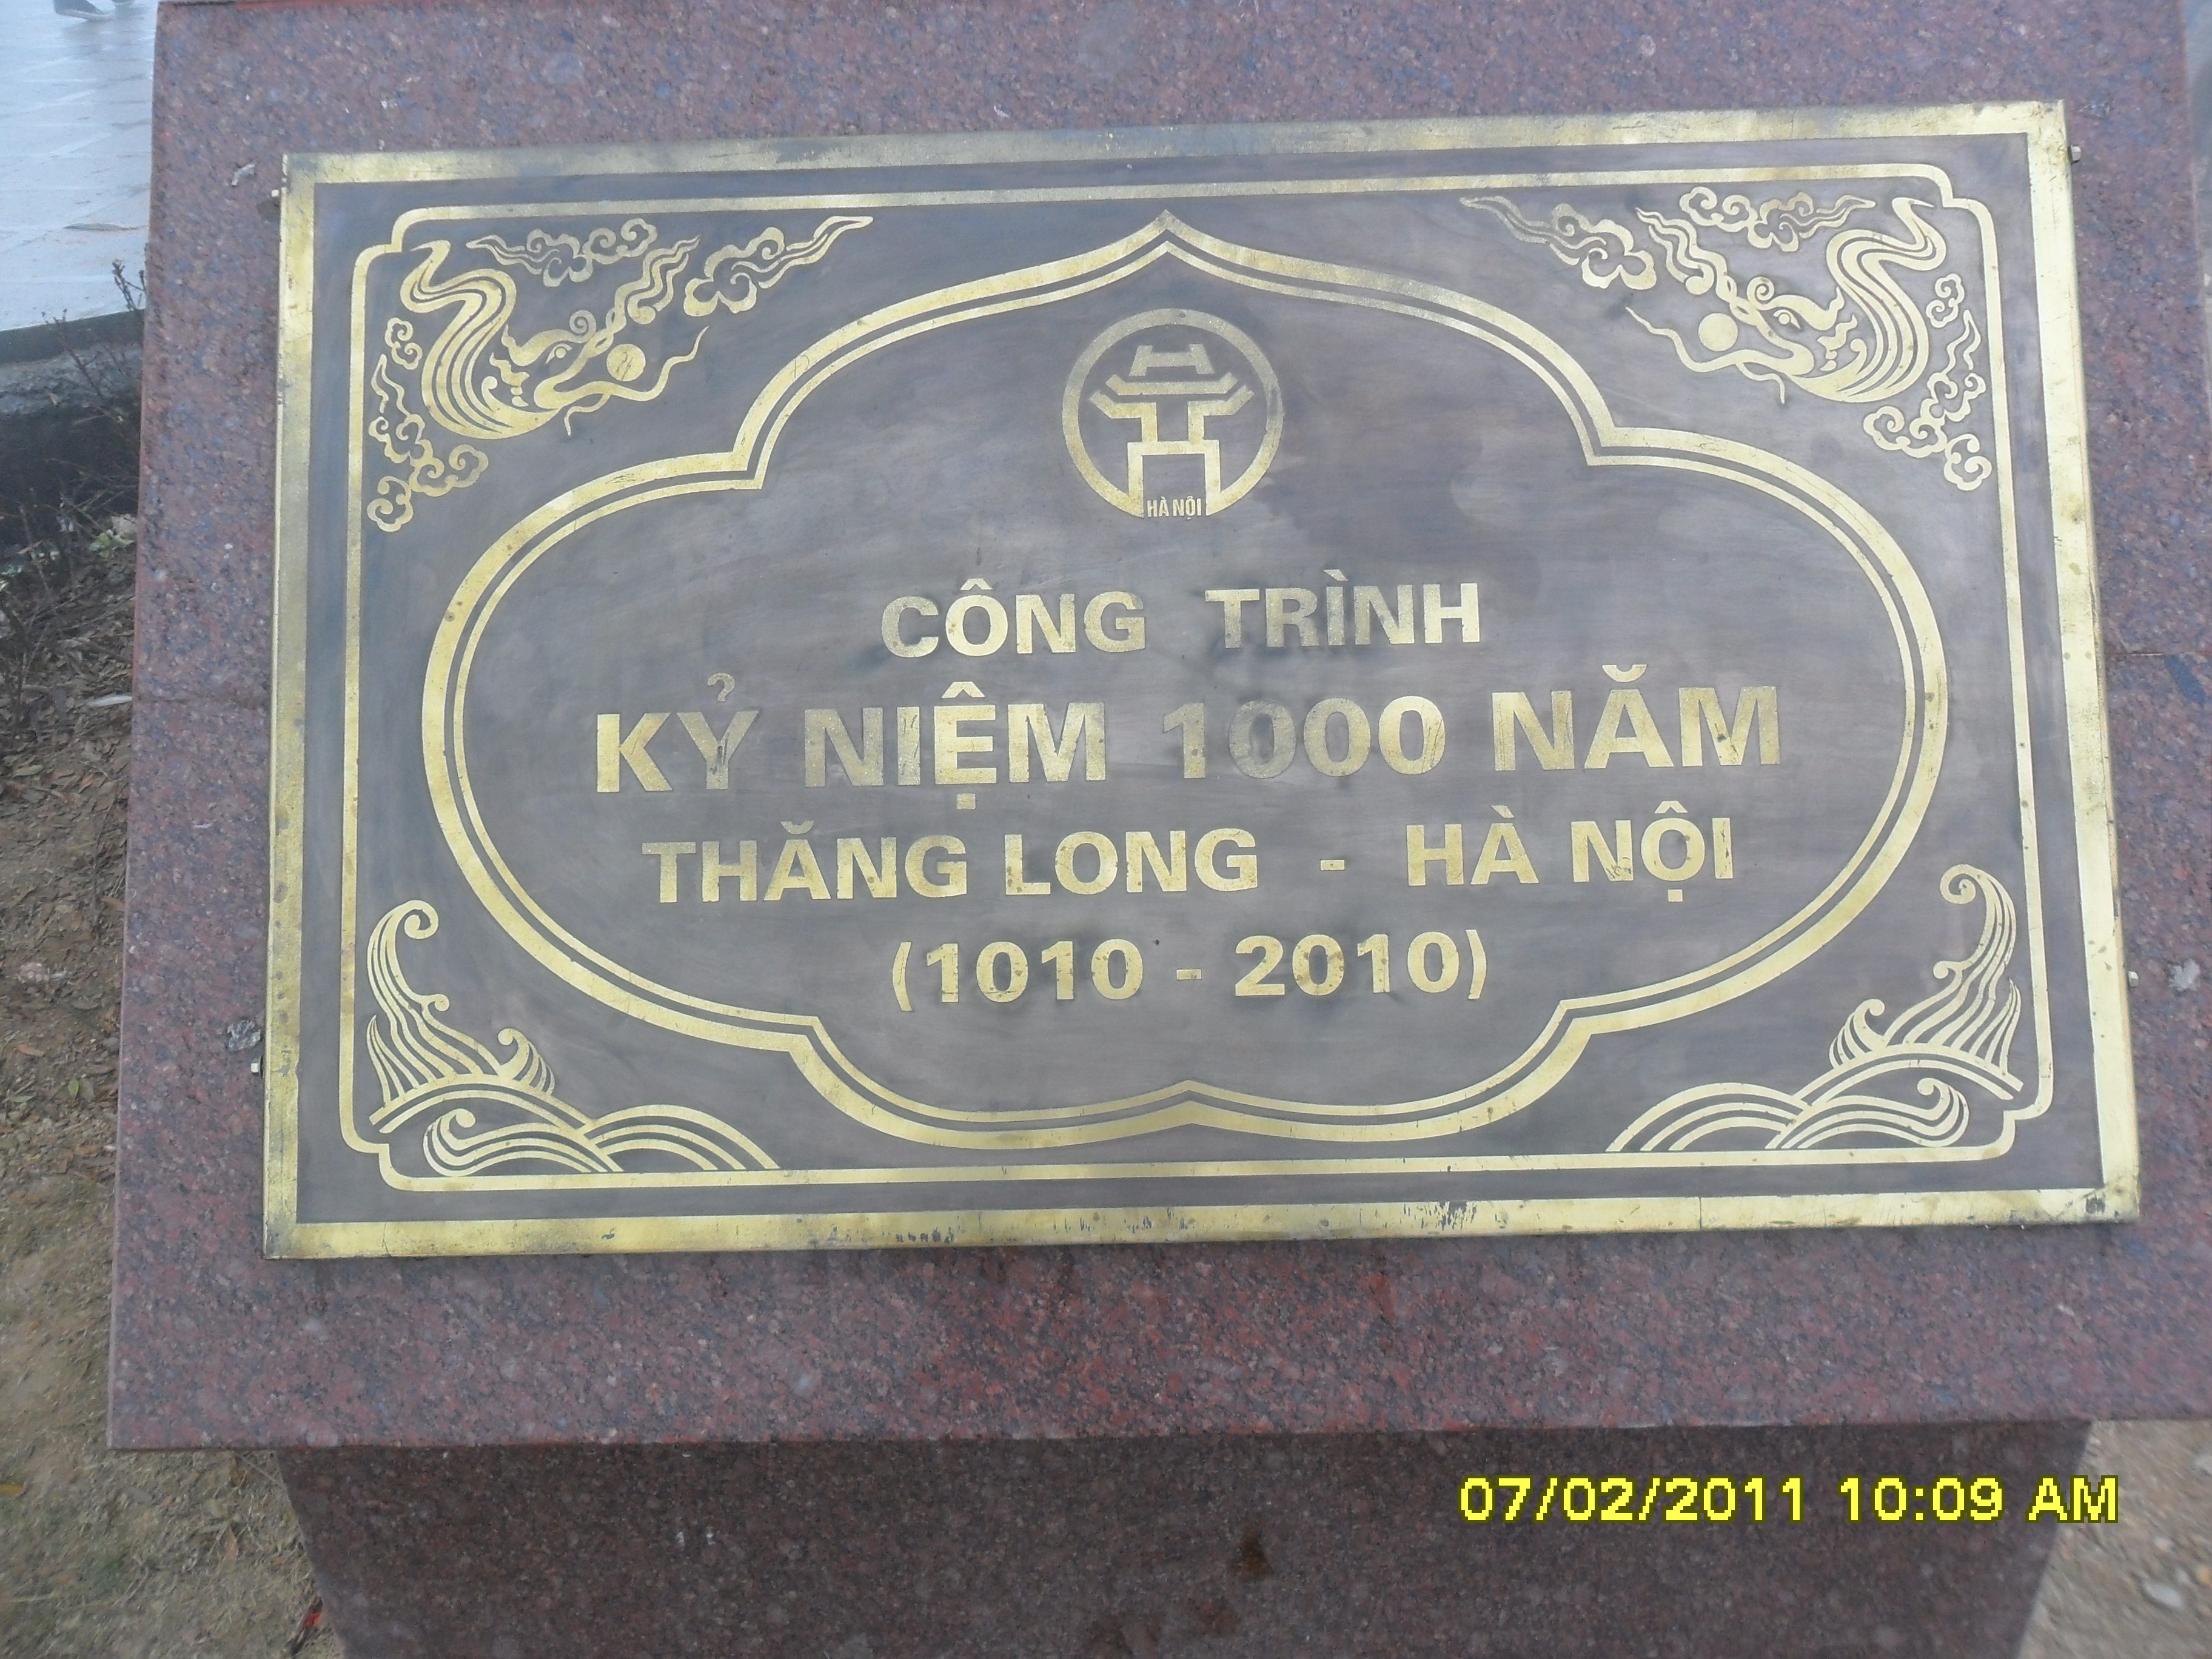 HÀ NỘI
CÔNG TRÌNH
KỶ NIỆM 1000 NĂM
THĂNG LONG - HÀ NỘI
(1010 - 2010)
07/02/2011 10:09 AM